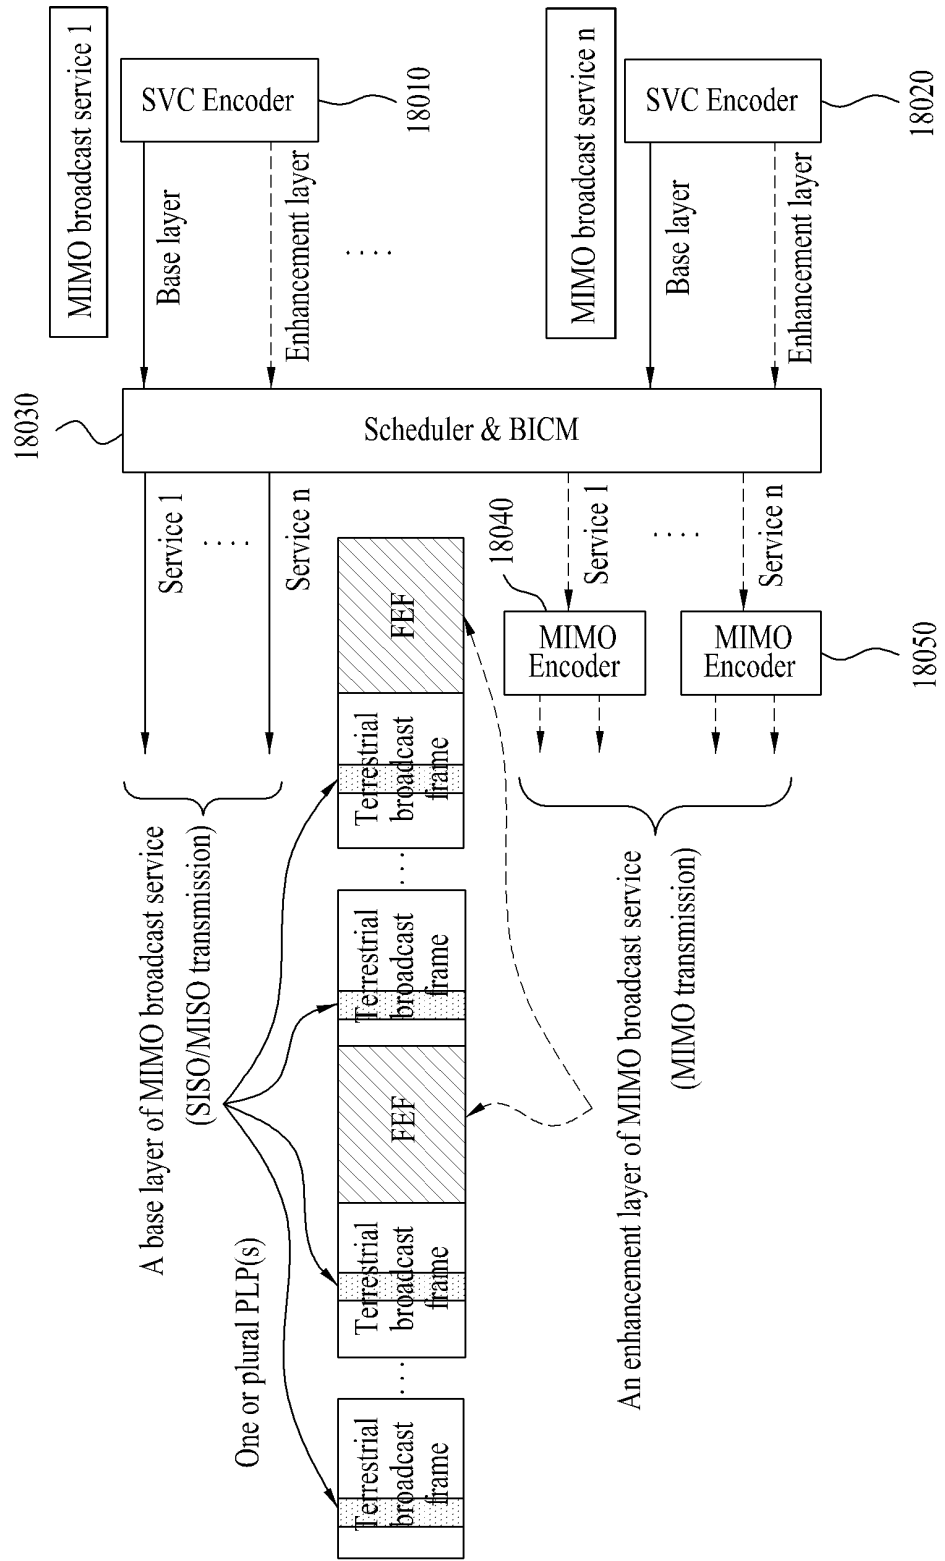 MIMO broadcast service 1
SVC Encoder
18010
Base layer
Enhancement layer
. . . .
MIMO broadcast service n
SVC Encoder
18020
Base layer
Enhancement layer
18030
Scheduler & BICM
Service 1
. . . .
Service n
Service 1
. . . .
Service n
18040
MIMO
Encoder
MIMO
Encoder
18050
A base layer of MIMO broadcast service
(SISO/MISO transmission)
One or plural PLP(s)
Terrestrial
broadcast
frame
. . . .
Terrestrial
broadcast
frame
FEF
Terrestrial
broadcast
frame
. . . .
Terrestrial
broadcast
frame
FEF
An enhancement layer of MIMO broadcast service
(MIMO transmission)